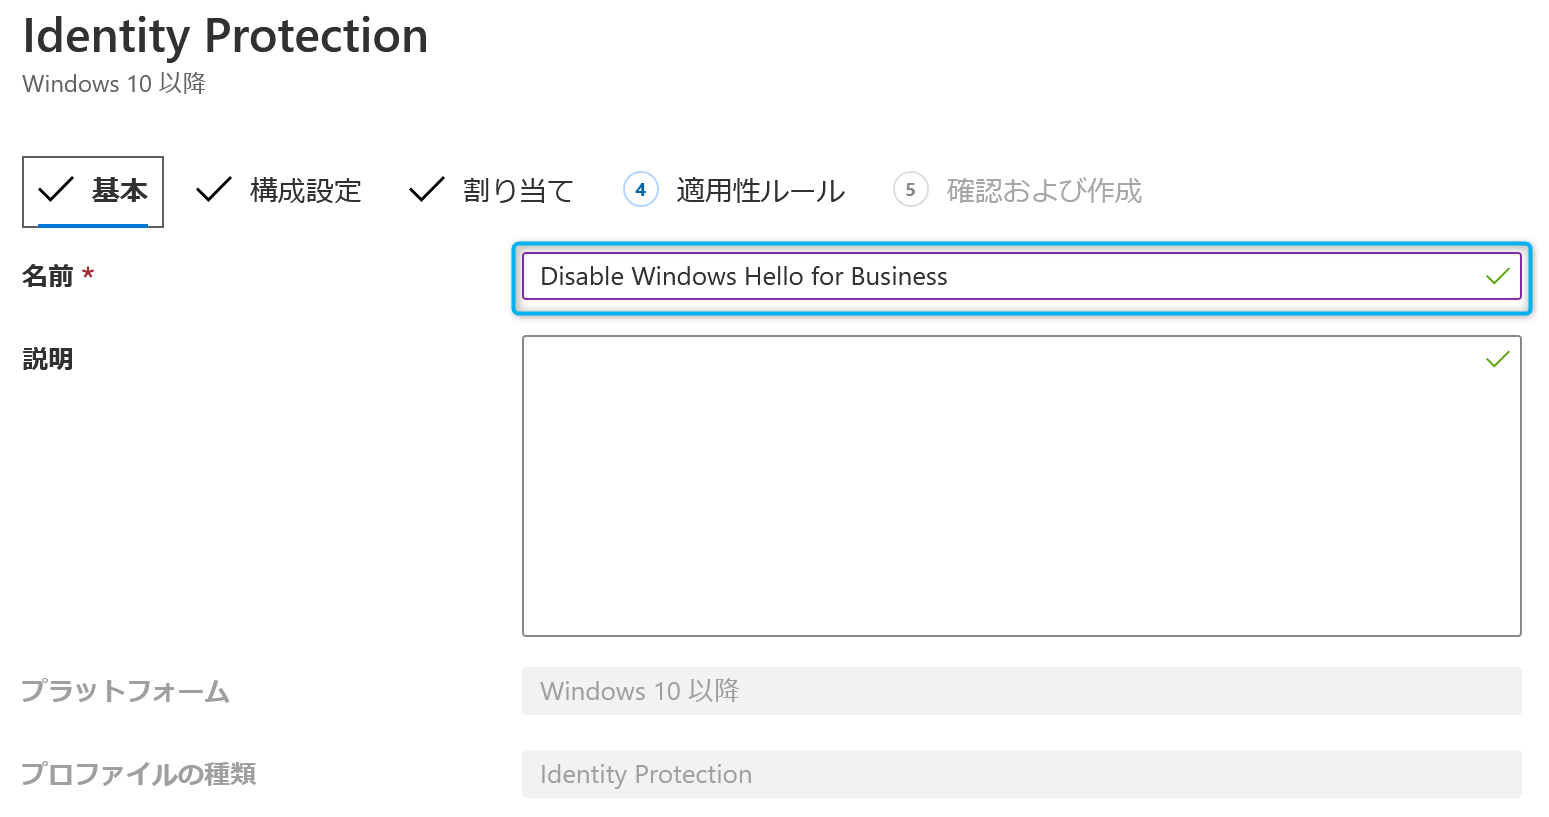 Identity Protection
Windows 10 以降
基本 構成設定 割り当て 4 適用性ルール 5 確認および作成
名前 * Disable Windows Hello for Business
説明
プラットフォーム Windows 10 以降
プロファイルの種類 Identity Protection